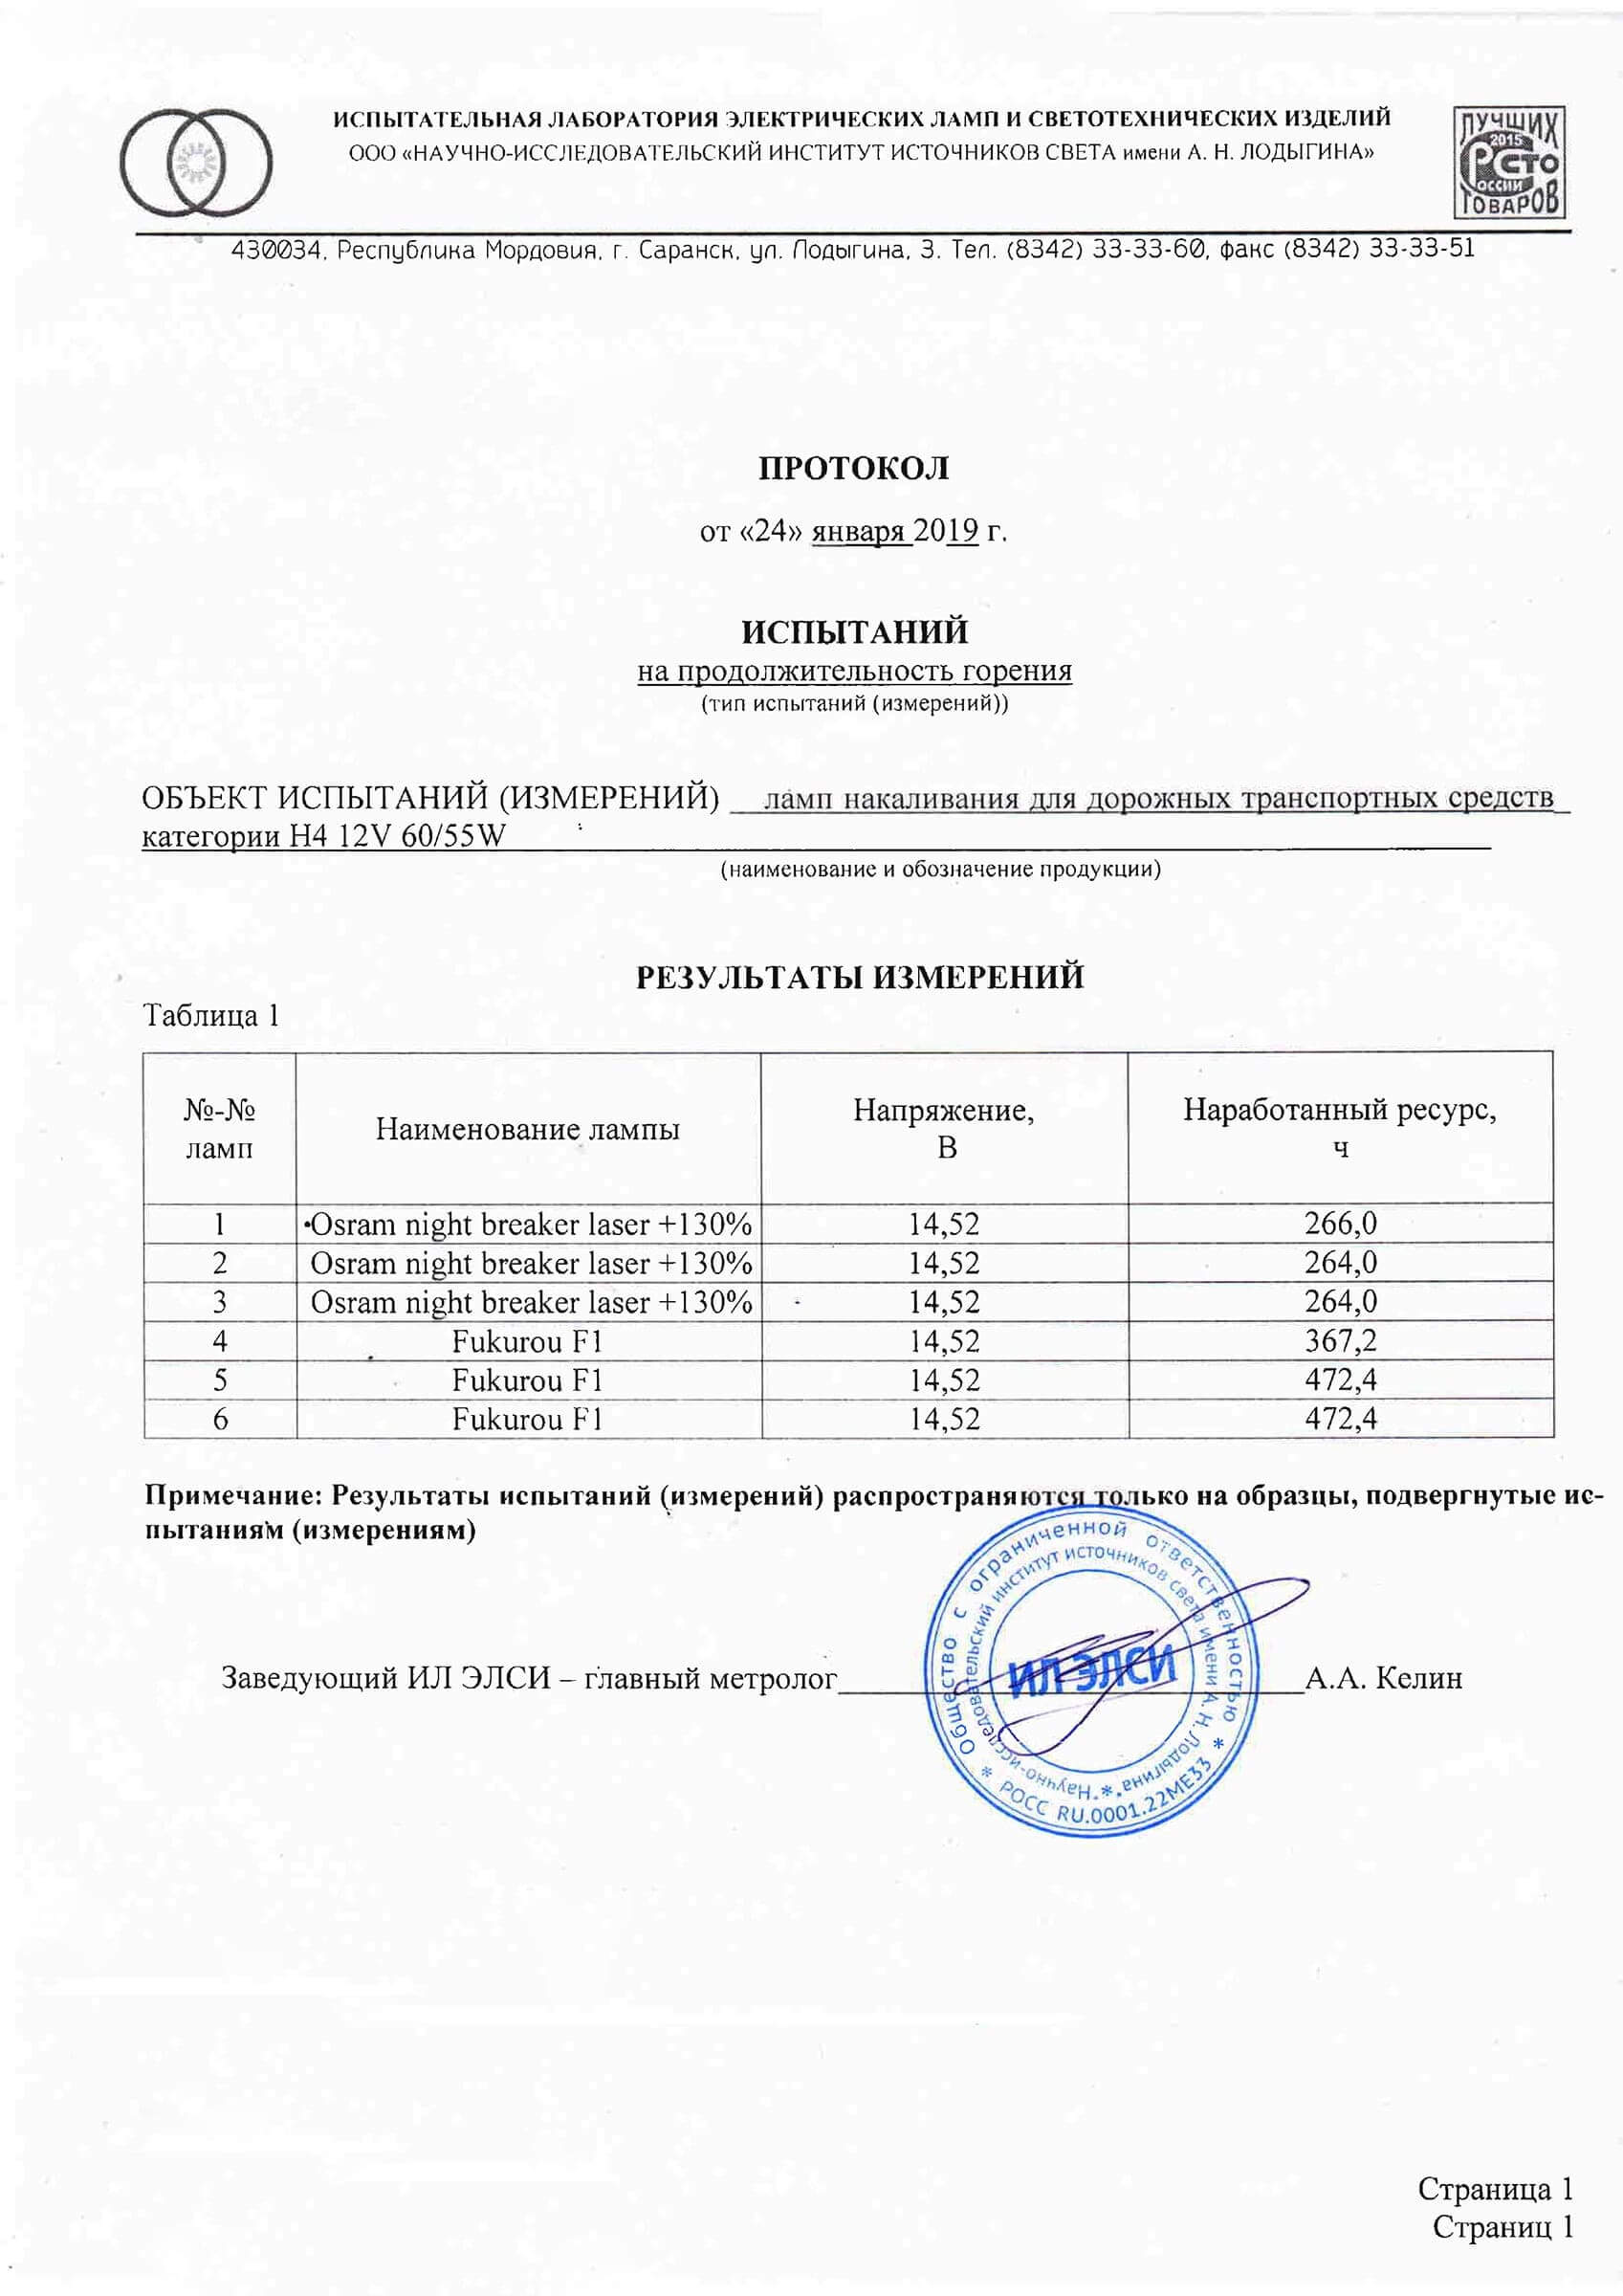 ИСПЫТАТЕЛЬНАЯ ЛАБОРАТОРИЯ ЭЛЕКТРИЧЕСКИХ ЛАМП И СВЕТОТЕХНИЧЕСКИХ ИЗДЕЛИЙ
ООО «НАУЧНО-ИССЛЕДОВАТЕЛЬСКИЙ ИНСТИТУТ ИСТОЧНИКОВ СВЕТА имени А. Н. ЛОДЫГИНА»
ЛУЧШИХ
2015
СТО
РОССИИ
ТОВАРОВ
430034, Республика Мордовия, г. Саранск, ул. Лодыгина, 3. Тел. (8342) 33-33-60, факс (8342) 33-33-51
ПРОТОКОЛ
от «24» января 2019 г.
ИСПЫТАНИЙ
на продолжительность горения
(тип испытаний (измерений))
ОБЪЕКТ ИСПЫТАНИЙ (ИЗМЕРЕНИЙ) ламп накаливания для дорожных транспортных средств
категории H4 12V 60/55W
(наименование и обозначение продукции)
РЕЗУЛЬТАТЫ ИЗМЕРЕНИЙ
Таблица 1
№-№ ламп Наименование лампы Напряжение, В Наработанный ресурс, ч
1 Osram night breaker laser +130% 14,52 266,0
2 Osram night breaker laser +130% 14,52 264,0
3 Osram night breaker laser +130% 14,52 264,0
4 Fukurou F1 14,52 367,2
5 Fukurou F1 14,52 472,4
6 Fukurou F1 14,52 472,4
Примечание: Результаты испытаний (измерений) распространяются только на образцы, подвергнутые ис-
пытаниям (измерениям)
Общество с ограниченной ответственностью
"Научно-исследовательский институт источников света имени А. Н. Лодыгина"
ИЛ ЭЛСИ
РОСС RU.0001.22МЕ33
Заведующий ИЛ ЭЛСИ – главный метролог А.А. Келин
Страница 1
Страниц 1